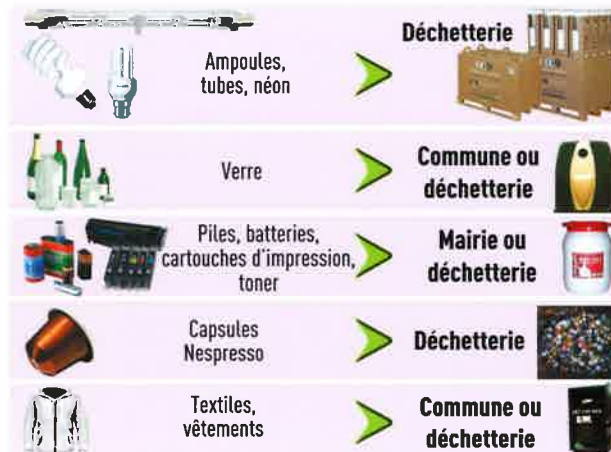 Ampoules,
tubes, néon
Déchetterie
Verre
Commune ou
déchetterie
Piles, batteries,
cartouches d'impression,
toner
Mairie ou
déchetterie
Capsules
Nespresso
Déchetterie
Textiles,
vêtements
Commune ou
déchetterie